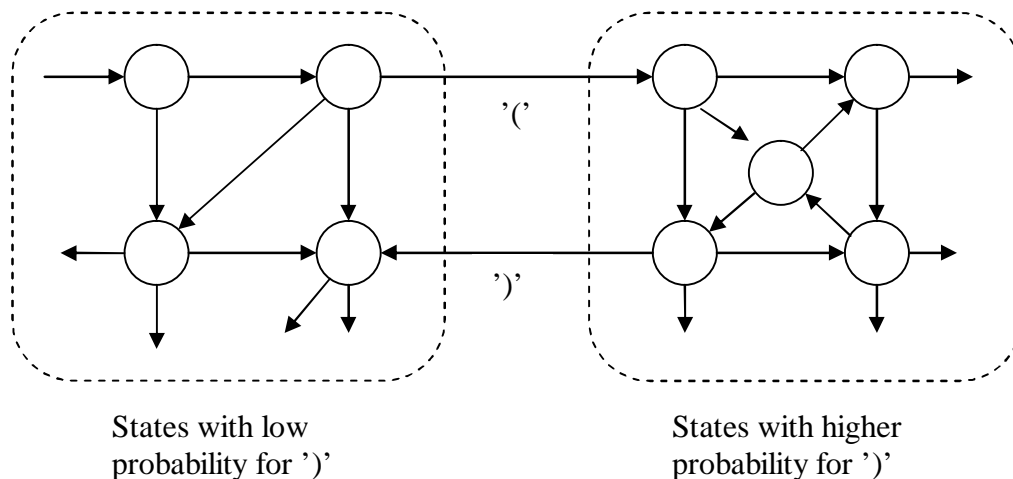 ’(’
’)’
States with low
probability for ’)’
States with higher
probability for ’)’